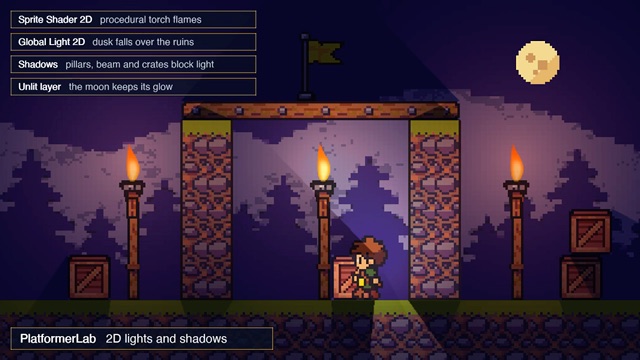 Sprite Shader 2D procedural torch flames
Global Light 2D dusk falls over the ruins
Shadows pillars, beam and crates block light
Unlit layer the moon keeps its glow
PlatformerLab 2D lights and shadows